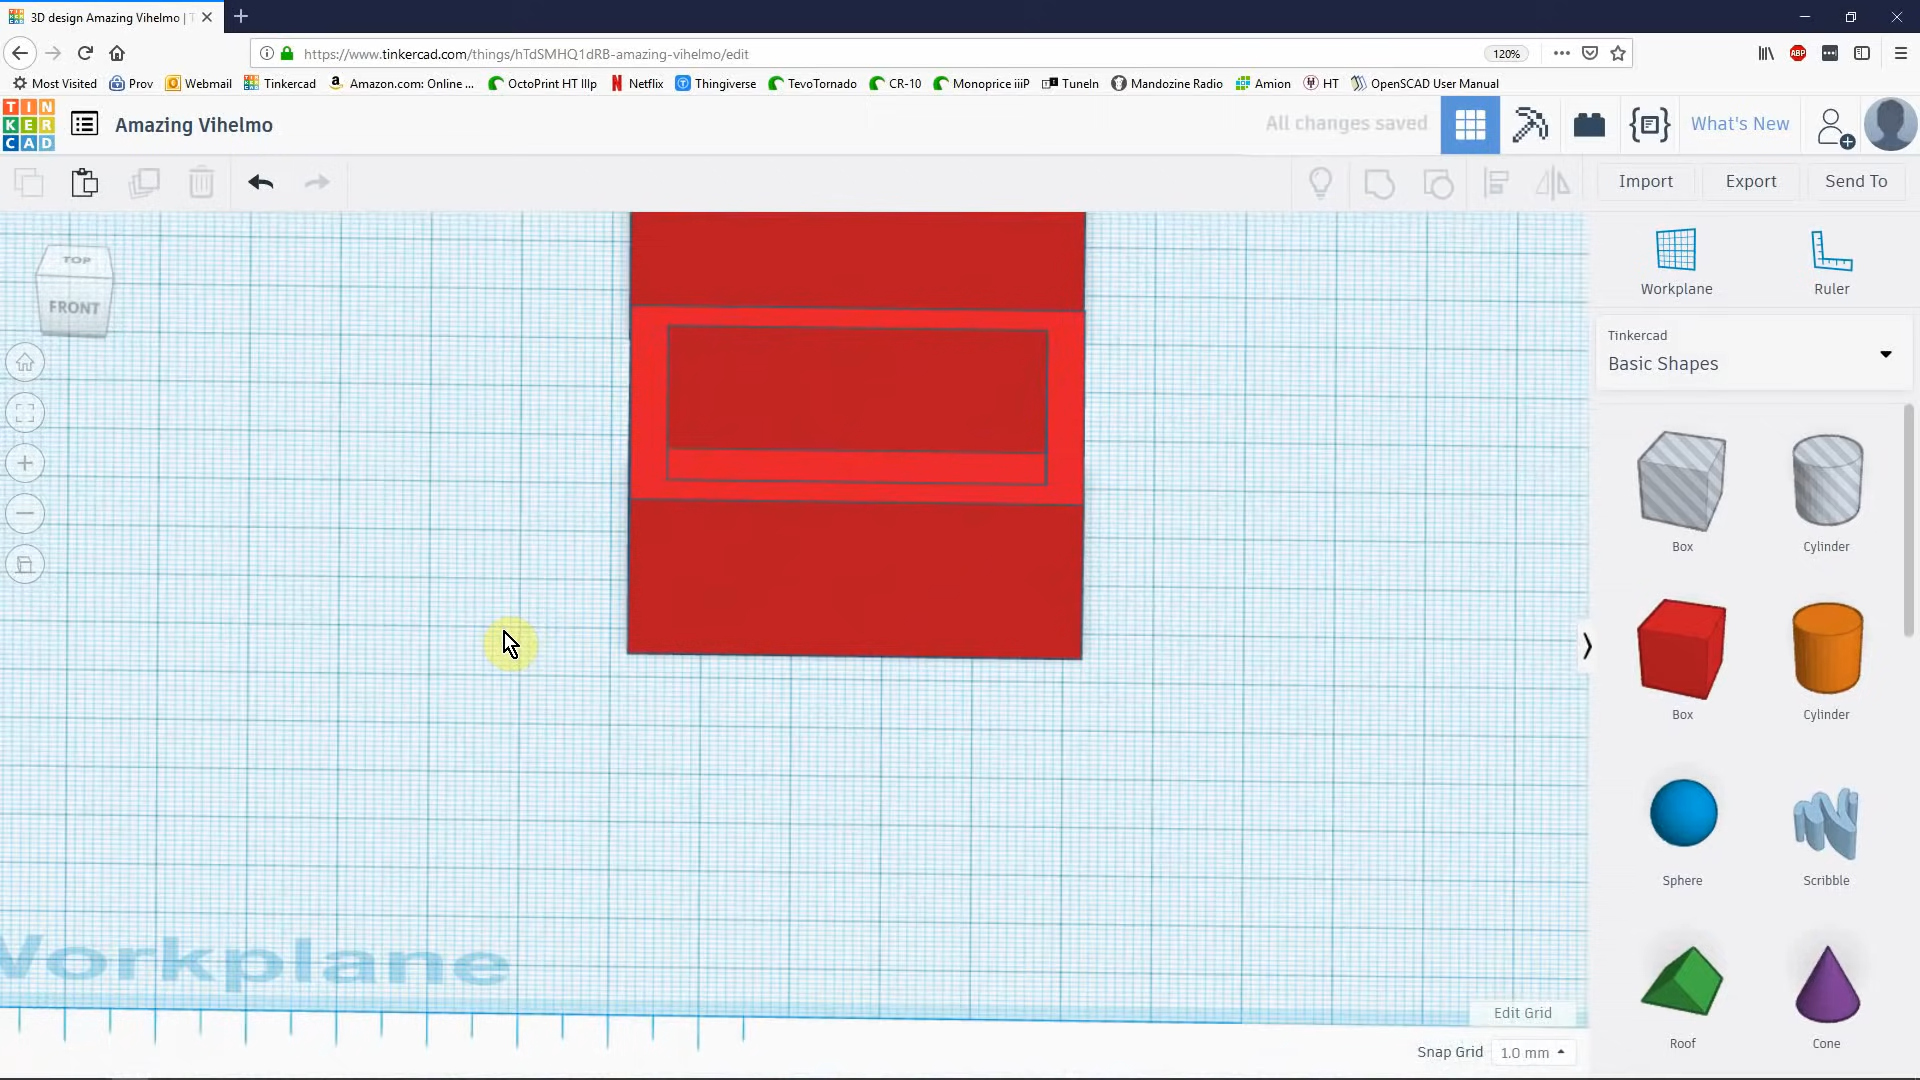 3D design Amazing Vihelmo | T
https://www.tinkercad.com/things/hTdSMHQ1dRB-amazing-vihelmo/edit
120%
Most Visited Prov Webmail Tinkercad Amazon.com: Online ... OctoPrint HT IIIp Netflix Thingiverse TevoTornado CR-10 Monoprice iiiP TuneIn Mandozine Radio Amion HT OpenSCAD User Manual
TIN
KER
CAD
Amazing Vihelmo
All changes saved
What's New
Import Export Send To
TOP
FRONT
Workplane Ruler
Tinkercad
Basic Shapes
Box Cylinder
Box Cylinder
Sphere Scribble
Roof Cone
Workplane
Edit Grid
Snap Grid 1.0 mm